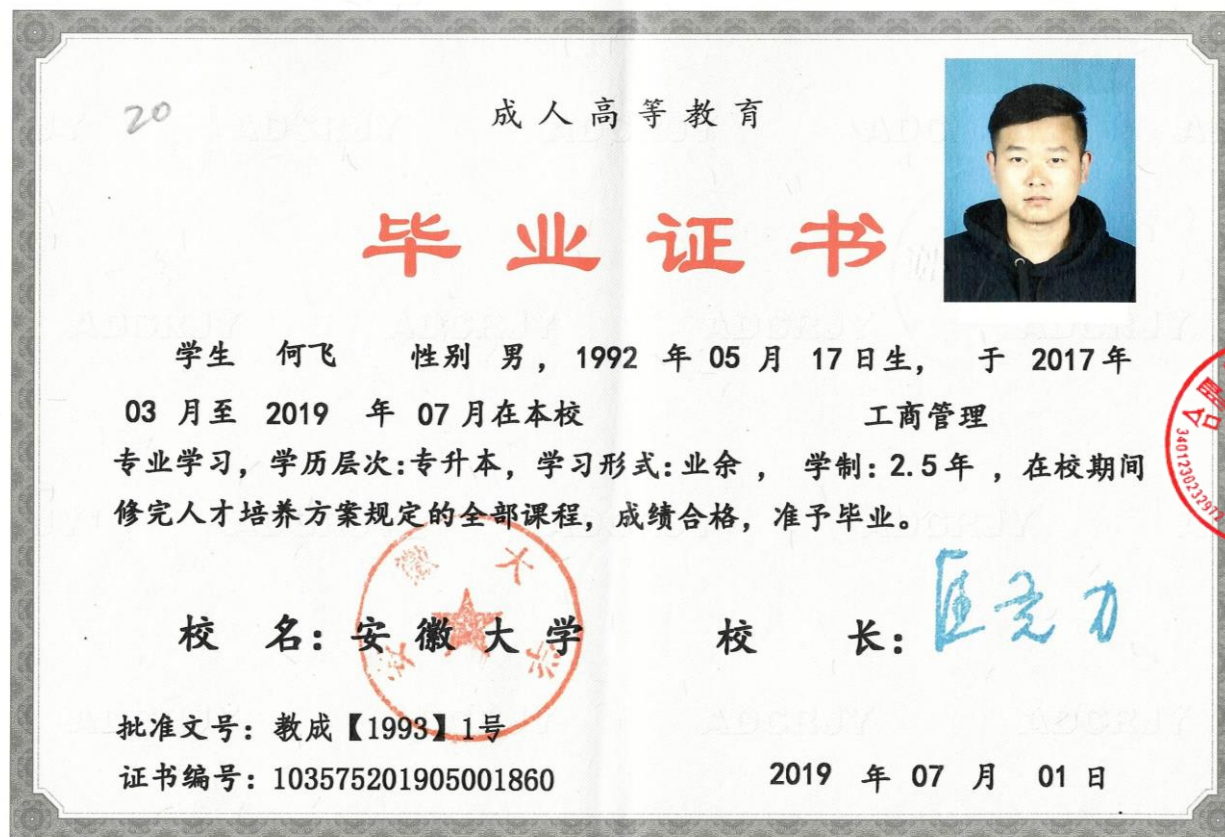 20
成人高等教育
毕业证书
学生 何飞 性别 男，1992 年 05 月 17日生， 于 2017年
03 月至 2019 年 07 月在本校 工商管理
专业学习，学历层次:专升本，学习形式:业余 ， 学制：2.5年 ，在校期间
修完人才培养方案规定的全部课程，成绩合格，准予毕业。
安徽大学
校 名：安徽大学 校 长：
批准文号：教成【1993】1号
证书编号：103575201905001860 2019 年 07 月 01 日